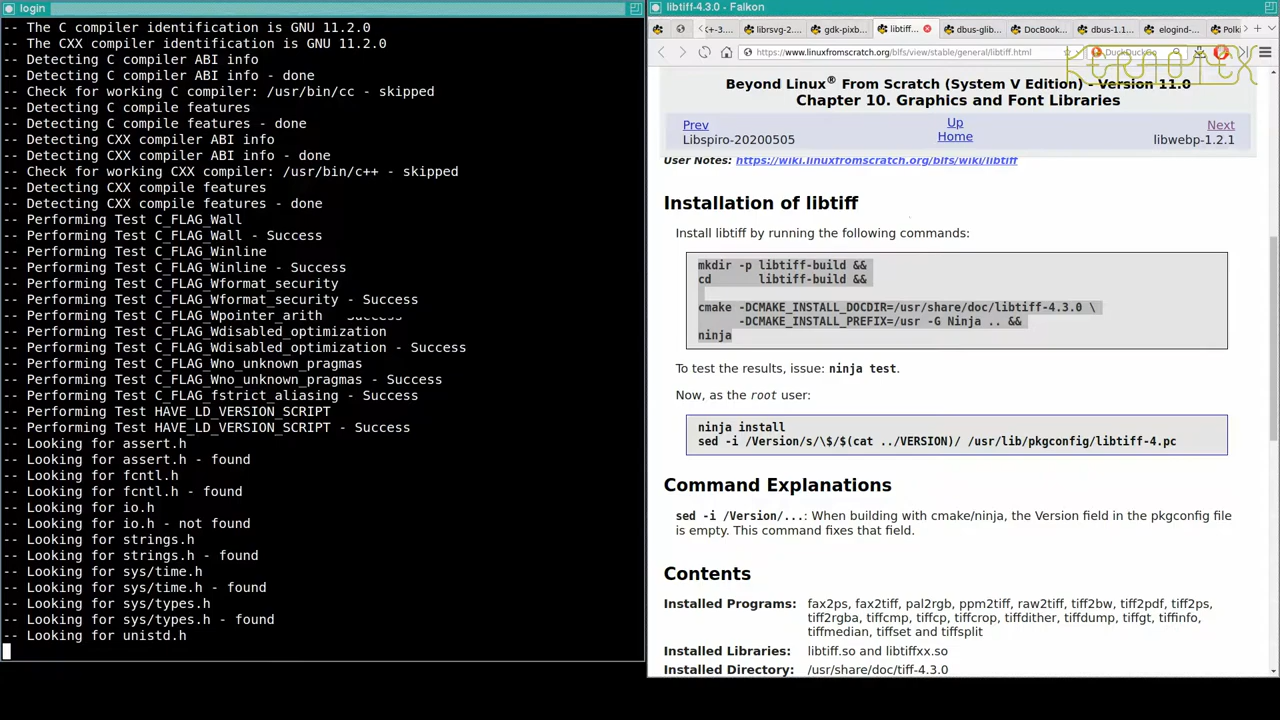 login
-- The C compiler identification is GNU 11.2.0
-- The CXX compiler identification is GNU 11.2.0
-- Detecting C compiler ABI info
-- Detecting C compiler ABI info - done
-- Check for working C compiler: /usr/bin/cc - skipped
-- Detecting C compile features
-- Detecting C compile features - done
-- Detecting CXX compiler ABI info
-- Detecting CXX compiler ABI info - done
-- Check for working CXX compiler: /usr/bin/c++ - skipped
-- Detecting CXX compile features
-- Detecting CXX compile features - done
-- Performing Test C_FLAG_Wall
-- Performing Test C_FLAG_Wall - Success
-- Performing Test C_FLAG_Winline
-- Performing Test C_FLAG_Winline - Success
-- Performing Test C_FLAG_Wformat_security
-- Performing Test C_FLAG_Wformat_security - Success
-- Performing Test C_FLAG_Wpointer_arith
-- Performing Test C_FLAG_Wdisabled_optimization
-- Performing Test C_FLAG_Wdisabled_optimization - Success
-- Performing Test C_FLAG_Wno_unknown_pragmas
-- Performing Test C_FLAG_Wno_unknown_pragmas - Success
-- Performing Test C_FLAG_fstrict_aliasing - Success
-- Performing Test HAVE_LD_VERSION_SCRIPT
-- Performing Test HAVE_LD_VERSION_SCRIPT - Success
-- Looking for assert.h
-- Looking for assert.h - found
-- Looking for fcntl.h
-- Looking for fcntl.h - found
-- Looking for io.h
-- Looking for io.h - not found
-- Looking for strings.h
-- Looking for strings.h - found
-- Looking for sys/time.h
-- Looking for sys/time.h - found
-- Looking for sys/types.h
-- Looking for sys/types.h - found
-- Looking for unistd.h
libtiff-4.3.0 - Falkon
<+-3.... librsvg-2.... gdk-pixb... libtiff... dbus-glib... DocBook... dbus-1.1... elogind-... Polki
https://www.linuxfromscratch.org/blfs/view/stable/general/libtiff.html DuckDuckGo
KERNOTEX
Beyond Linux® From Scratch (System V Edition) - Version 11.0
Chapter 10. Graphics and Font Libraries
Prev Up Next
Libspiro-20200505 Home libwebp-1.2.1
User Notes: https://wiki.linuxfromscratch.org/blfs/wiki/libtiff
Installation of libtiff
Install libtiff by running the following commands:
mkdir -p libtiff-build &&
cd       libtiff-build &&
cmake -DCMAKE_INSTALL_DOCDIR=/usr/share/doc/libtiff-4.3.0 \
      -DCMAKE_INSTALL_PREFIX=/usr -G Ninja .. &&
ninja
To test the results, issue: ninja test.
Now, as the root user:
ninja install
sed -i /Version/s/\$/$(cat ../VERSION)/ /usr/lib/pkgconfig/libtiff-4.pc
Command Explanations
sed -i /Version/...: When building with cmake/ninja, the Version field in the pkgconfig file
is empty. This command fixes that field.
Contents
Installed Programs: fax2ps, fax2tiff, pal2rgb, ppm2tiff, raw2tiff, tiff2bw, tiff2pdf, tiff2ps,
tiff2rgba, tiffcmp, tiffcp, tiffcrop, tiffdither, tiffdump, tiffgt, tiffinfo,
tiffmedian, tiffset and tiffsplit
Installed Libraries: libtiff.so and libtiffxx.so
Installed Directory: /usr/share/doc/tiff-4.3.0